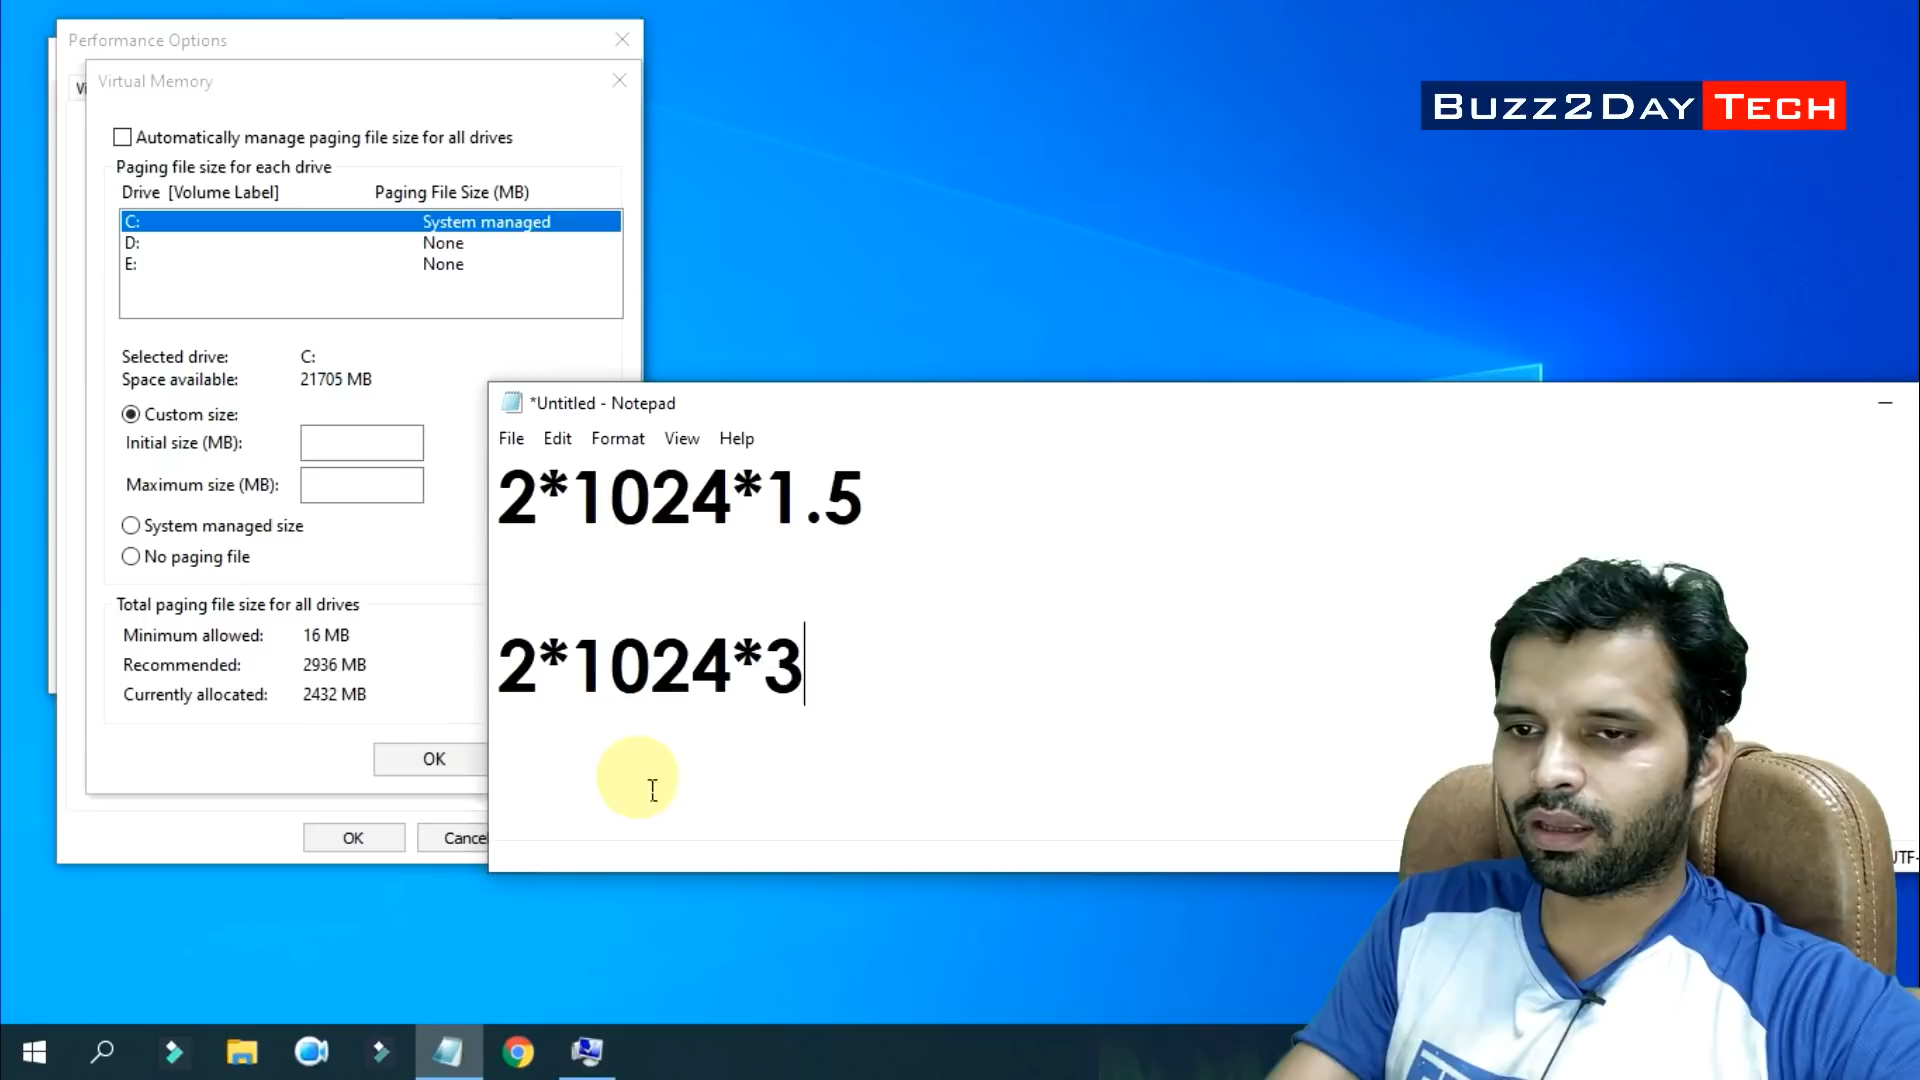 Performance Options
Vi
Virtual Memory
Automatically manage paging file size for all drives
Paging file size for each drive
Drive [Volume Label] Paging File Size (MB)
C: System managed
D: None
E: None
Selected drive: C:
Space available: 21705 MB
Custom size:
Initial size (MB):
Maximum size (MB):
System managed size
No paging file
Total paging file size for all drives
Minimum allowed: 16 MB
Recommended: 2936 MB
Currently allocated: 2432 MB
OK
OK Cancel
Buzz2Day Tech
*Untitled - Notepad
File Edit Format View Help
2*1024*1.5
2*1024*3
UTF-